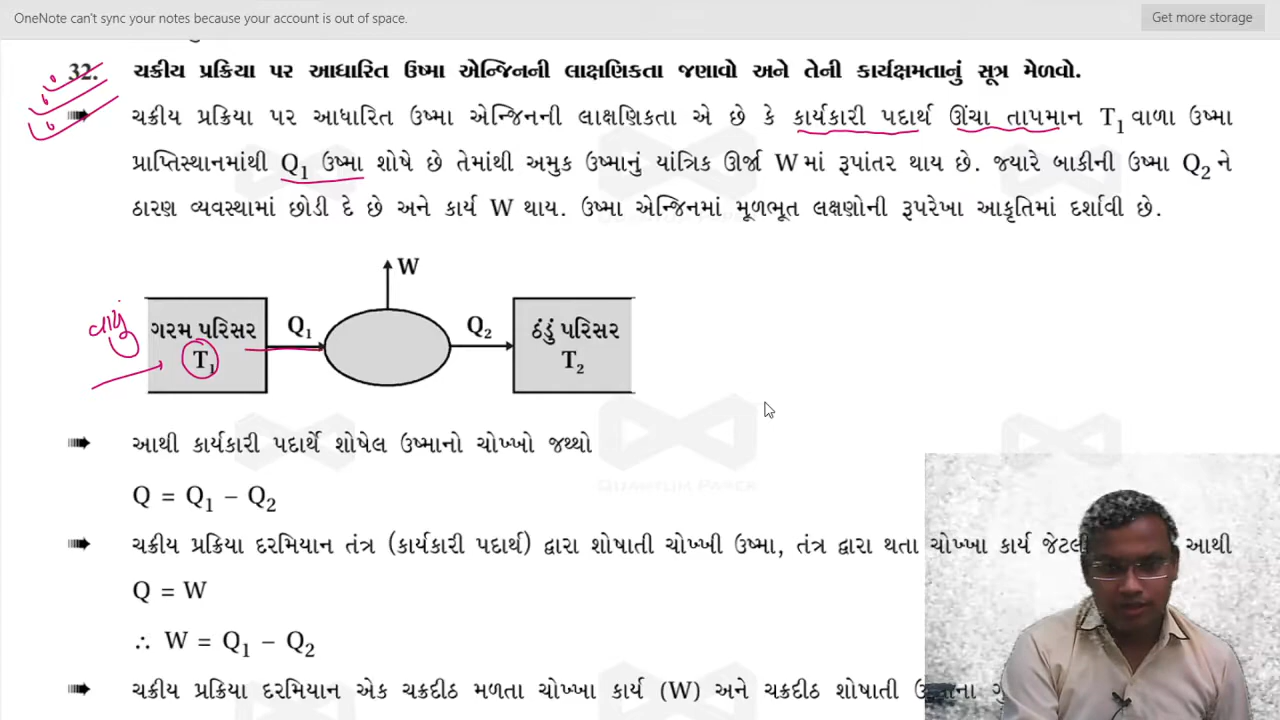 OneNote can't sync your notes because your account is out of space.
Get more storage
32. ચક્રીય પ્રક્રિયા પર આધારિત ઉષ્મા એન્જિનની લાક્ષણિકતા જણાવો અને તેની કાર્યક્ષમતાનું સૂત્ર મેળવો.
ચક્રીય પ્રક્રિયા પર આધારિત ઉષ્મા એન્જિનની લાક્ષણિકતા એ છે કે કાર્યકારી પદાર્થ ઊંચા તાપમાન T₁ વાળા ઉષ્મા
પ્રાપ્તિસ્થાનમાંથી Q₁ ઉષ્મા શોષે છે તેમાંથી અમુક ઉષ્માનું યાંત્રિક ઊર્જા W માં રૂપાંતર થાય છે. જ્યારે બાકીની ઉષ્મા Q₂ ને
ઠારણ વ્યવસ્થામાં છોડી દે છે અને કાર્ય W થાય. ઉષ્મા એન્જિનમાં મૂળભૂત લક્ષણોની રૂપરેખા આકૃતિમાં દર્શાવી છે.
W
ગરમ પરિસર
T₁
Q₁
Q₂
ઠંડું પરિસર
T₂
આથી કાર્યકારી પદાર્થે શોષેલ ઉષ્માનો ચોખ્ખો જથ્થો
QUANTUM PAPER
Q = Q₁ – Q₂
ચક્રીય પ્રક્રિયા દરમિયાન તંત્ર (કાર્યકારી પદાર્થ) દ્વારા શોષાતી ચોખ્ખી ઉષ્મા, તંત્ર દ્વારા થતા ચોખ્ખા કાર્ય આથી
Q = W
∴ W = Q₁ – Q₂
ચક્રીય પ્રક્રિયા દરમિયાન એક ચક્રદીઠ મળતા ચોખ્ખા કાર્ય (W) અને ચક્રદીઠ શોષાતી